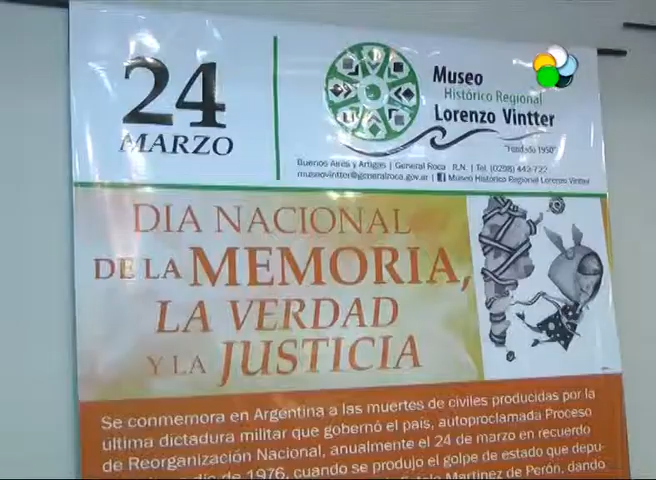 24
MARZO
Museo
Histórico Regional
Lorenzo Vintter
"Fundado 1950"
Buenos Aires y Artigas | General Roca - R.N. | Tel. (0298) 442-722
museovintter@generalroca.gov.ar | Museo Histórico Regional Lorenzo Vintter
DIA NACIONAL
DE LA MEMORIA,
LA VERDAD
Y LA JUSTICIA
Se conmemora en Argentina a las muertes de civiles producidas por la
última dictadura militar que gobernó el país, autoproclamada Proceso
de Reorganización Nacional, anualmente el 24 de marzo en recuerdo
de 1976, cuando se produjo el golpe de estado que depu-
Martínez de Perón, dando